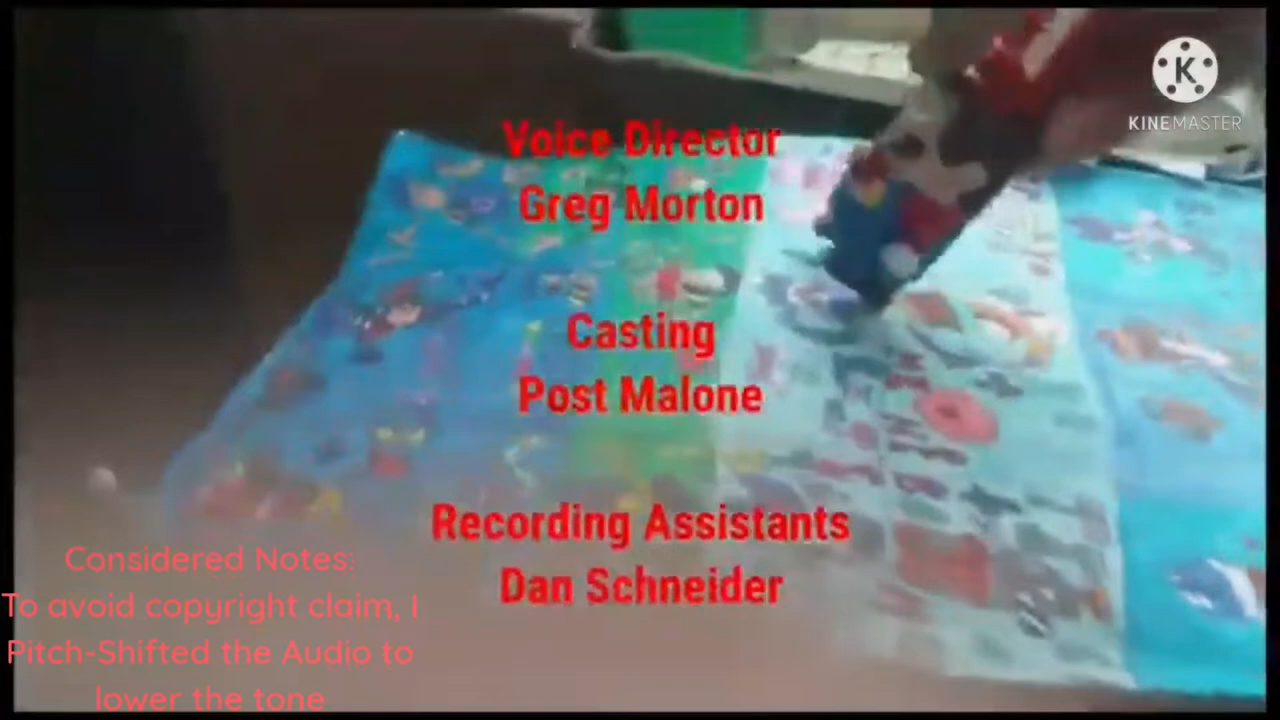 KINEMASTER
Voice Director
Greg Morton
Casting
Post Malone
Recording Assistants
Dan Schneider
Considered Notes:
To avoid copyright claim, I
Pitch-Shifted the Audio to
lower the tone